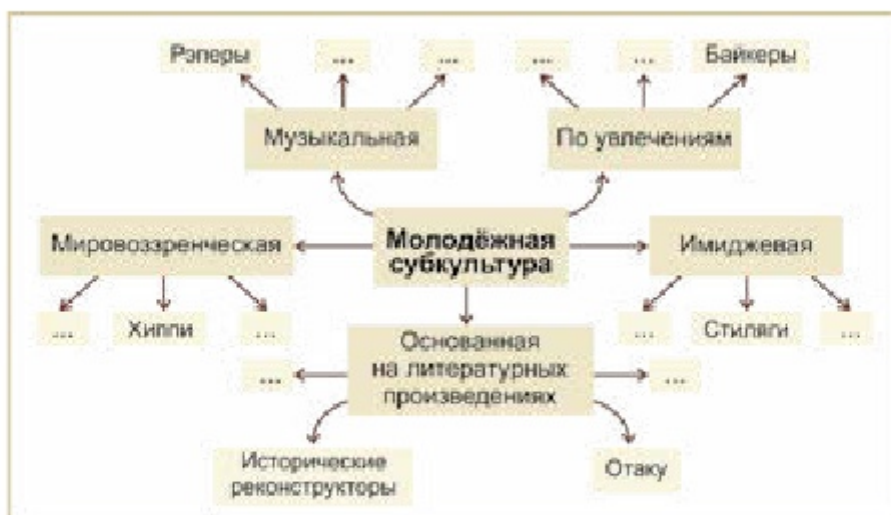 Рэперы ... ... ... ... Байкеры
Музыкальная По увлечениям
Мировоззренческая Молодёжная субкультура Имиджевая
... Хиппи ... ... Стиляги ...
Основанная
... на литературных ...
произведениях
Исторические
реконструкторы
Отаку